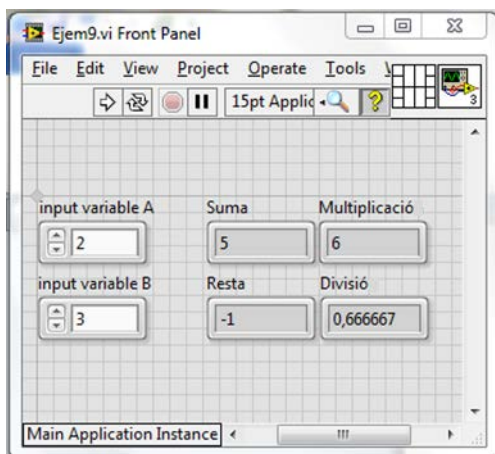 Ejem9.vi Front Panel
File Edit View Project Operate Tools
15pt Applic
3
input variable A Suma Multiplicació
2 5 6
input variable B Resta Divisió
3 -1 0,666667
Main Application Instance